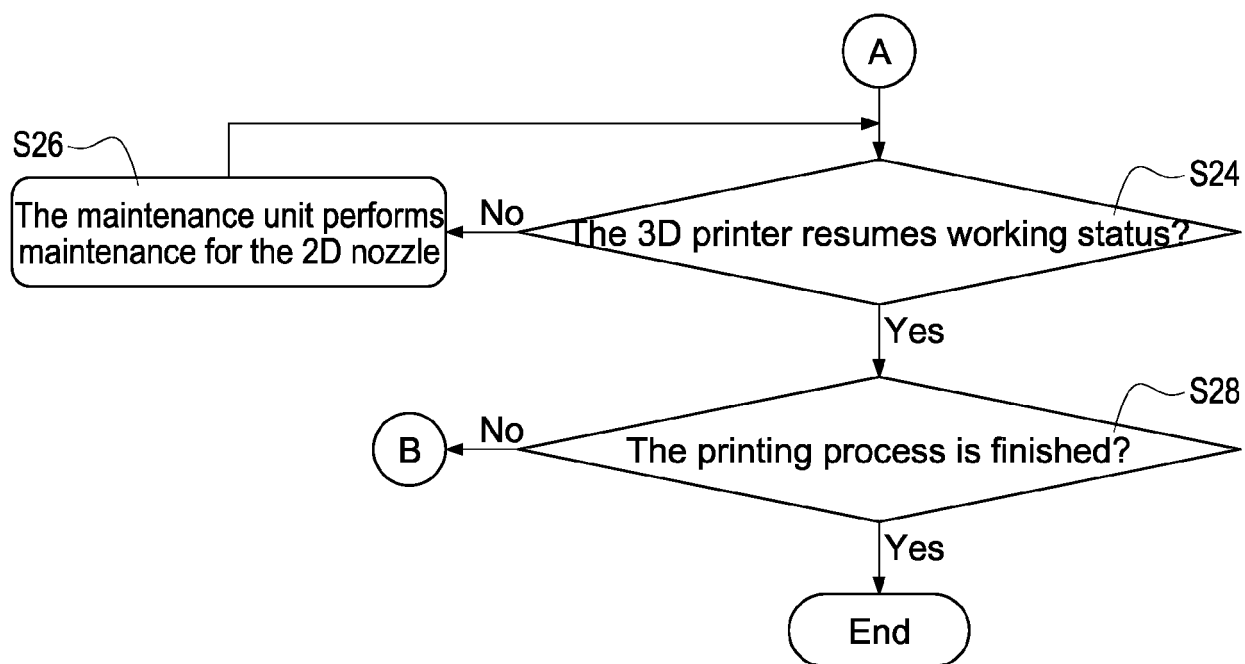 A
S26
S24
The maintenance unit performs
maintenance for the 2D nozzle
No
The 3D printer resumes working status?
Yes
S28
B
No
The printing process is finished?
Yes
End